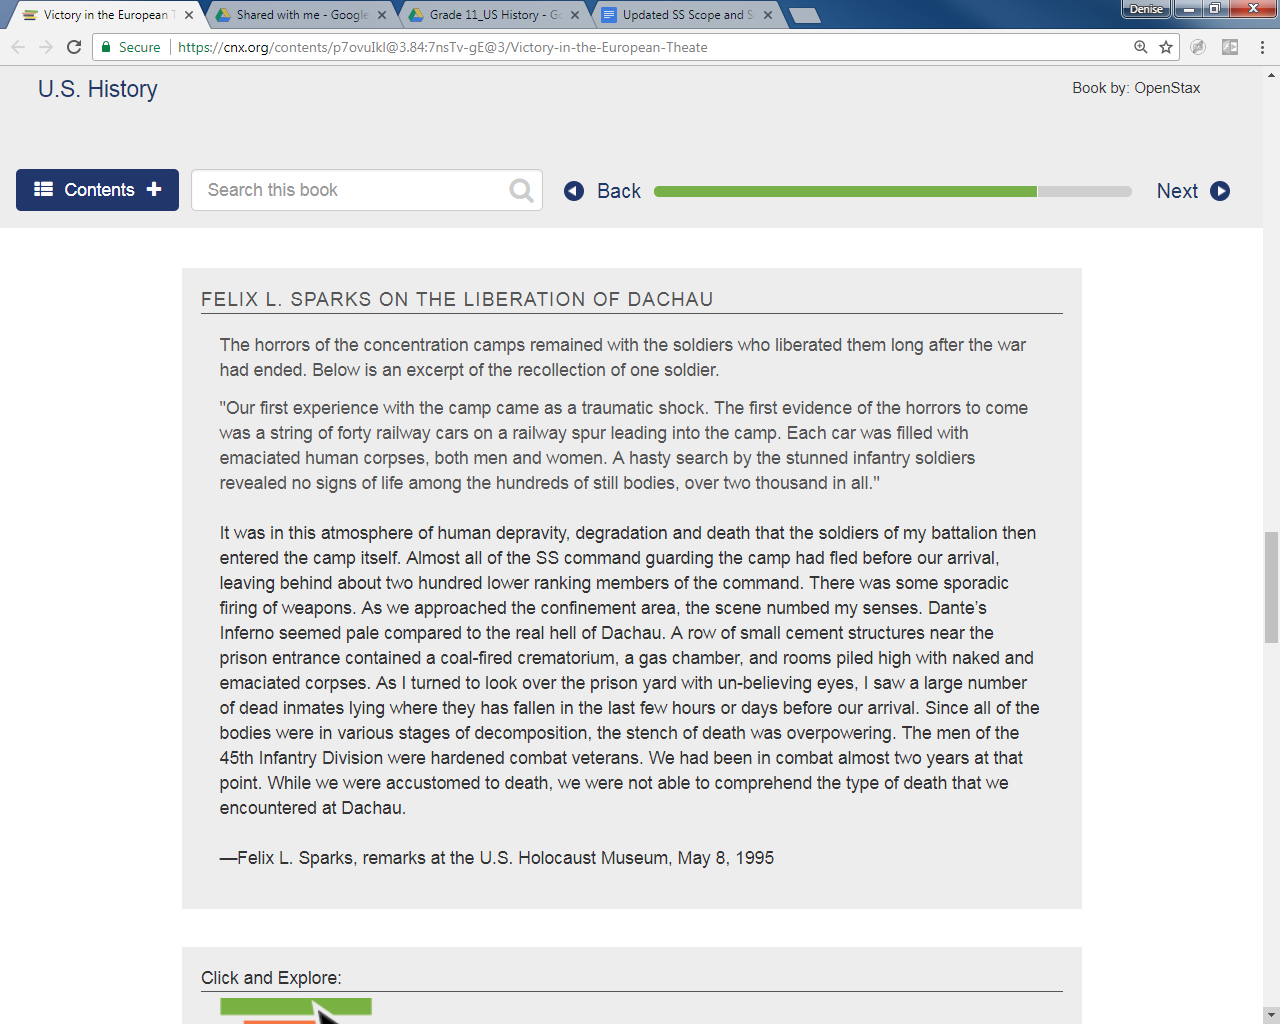 Victory in the European T
Shared with me - Google
Grade 11_US History - Go
Updated SS Scope and S
Denise
Secure
https://cnx.org/contents/p7ovuIkl@3.84:7nsTv-gE@3/Victory-in-the-European-Theate
U.S. History
Book by: OpenStax
Contents
Search this book
Back
Next
FELIX L. SPARKS ON THE LIBERATION OF DACHAU
The horrors of the concentration camps remained with the soldiers who liberated them long after the war
had ended. Below is an excerpt of the recollection of one soldier.
"Our first experience with the camp came as a traumatic shock. The first evidence of the horrors to come
was a string of forty railway cars on a railway spur leading into the camp. Each car was filled with
emaciated human corpses, both men and women. A hasty search by the stunned infantry soldiers
revealed no signs of life among the hundreds of still bodies, over two thousand in all."
It was in this atmosphere of human depravity, degradation and death that the soldiers of my battalion then
entered the camp itself. Almost all of the SS command guarding the camp had fled before our arrival,
leaving behind about two hundred lower ranking members of the command. There was some sporadic
firing of weapons. As we approached the confinement area, the scene numbed my senses. Dante’s
Inferno seemed pale compared to the real hell of Dachau. A row of small cement structures near the
prison entrance contained a coal-fired crematorium, a gas chamber, and rooms piled high with naked and
emaciated corpses. As I turned to look over the prison yard with un-believing eyes, I saw a large number
of dead inmates lying where they has fallen in the last few hours or days before our arrival. Since all of the
bodies were in various stages of decomposition, the stench of death was overpowering. The men of the
45th Infantry Division were hardened combat veterans. We had been in combat almost two years at that
point. While we were accustomed to death, we were not able to comprehend the type of death that we
encountered at Dachau.
—Felix L. Sparks, remarks at the U.S. Holocaust Museum, May 8, 1995
Click and Explore: